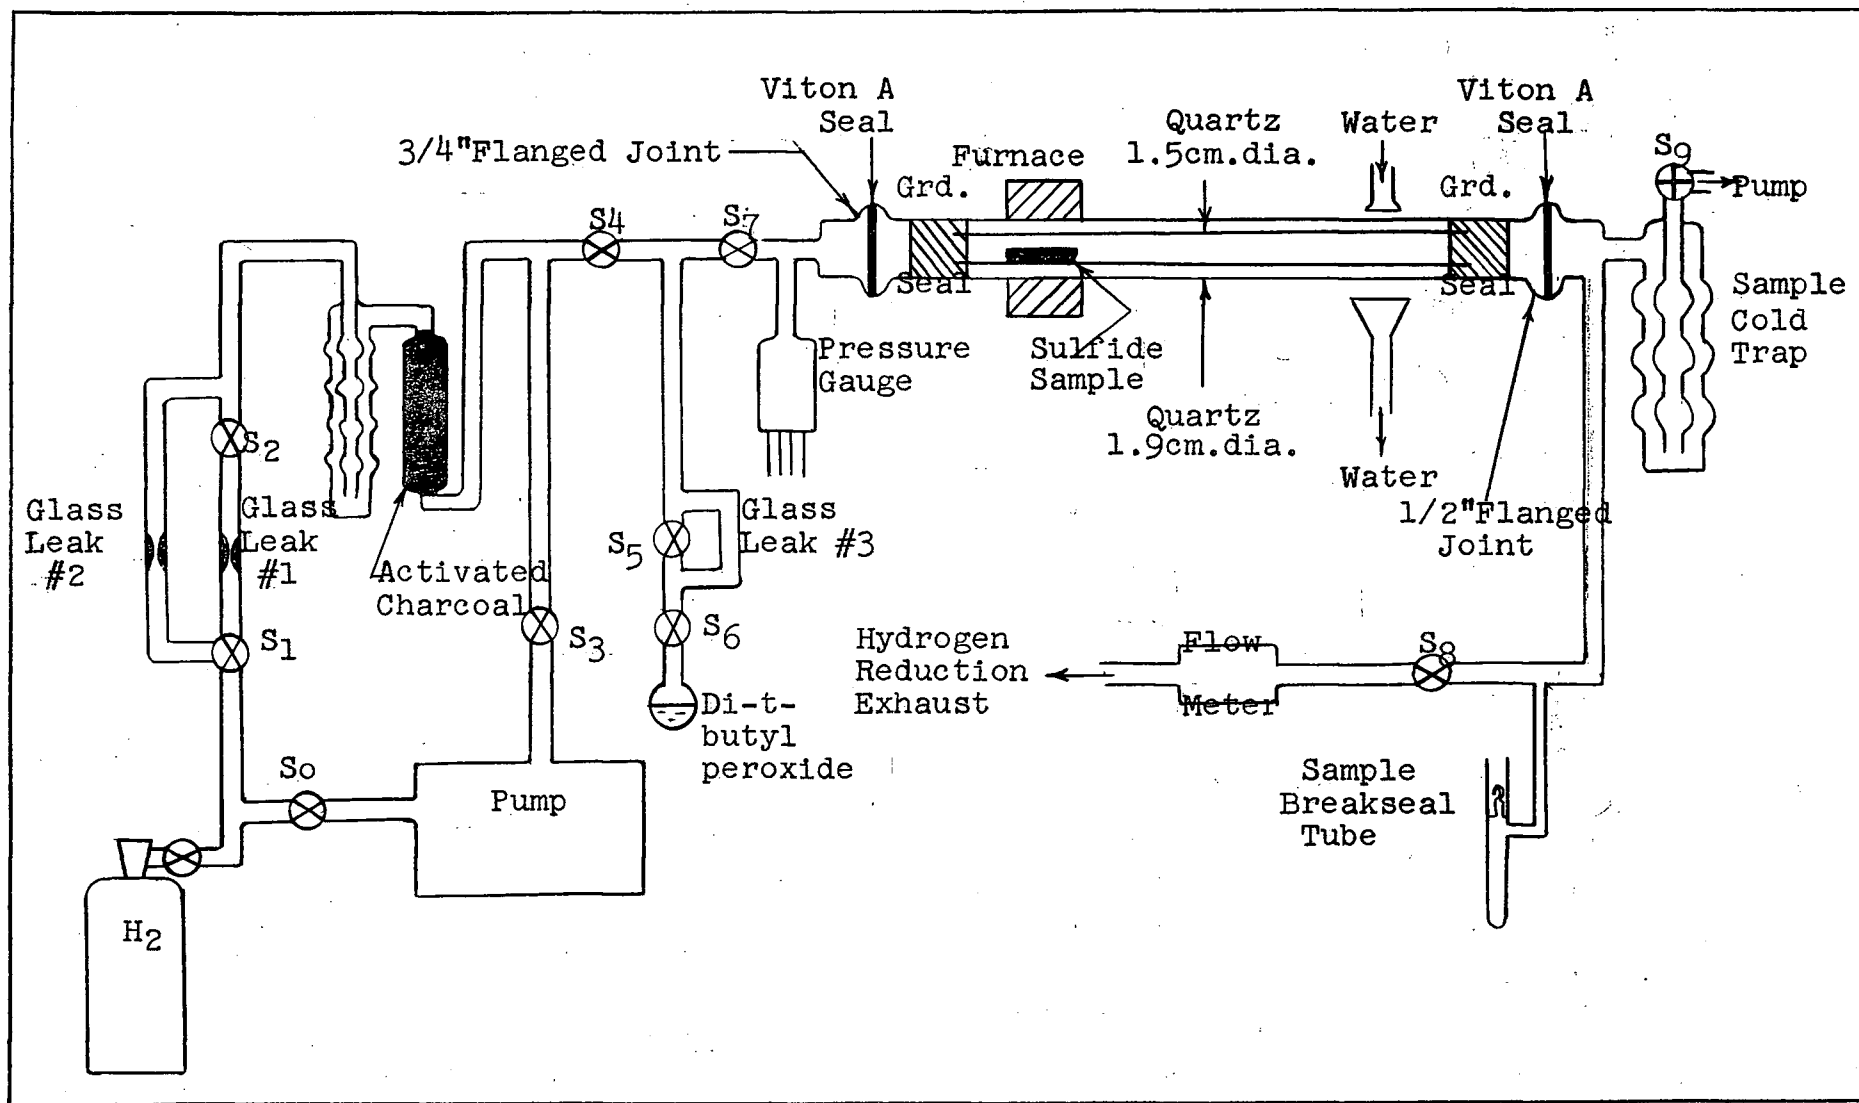 Viton A
Seal
3/4"Flanged Joint
Furnace
Quartz
1.5cm.dia.
Water
Viton A
Seal
S9
Pump
Grd.
Grd.
S4
S7
Seal
Seal
Sample
Cold
Trap
Pressure
Gauge
Sulfide
Sample
Quartz
1.9cm.dia.
Water
1/2"Flanged
Joint
S2
Glass
Leak
#2
Glass
Leak
#1
Activated
Charcoal
S5
Glass
Leak #3
S1
S3
S6
Hydrogen
Reduction
Exhaust
Flow
Meter
S8
Di-t-
butyl
peroxide
So
Pump
Sample
Breakseal
Tube
H2